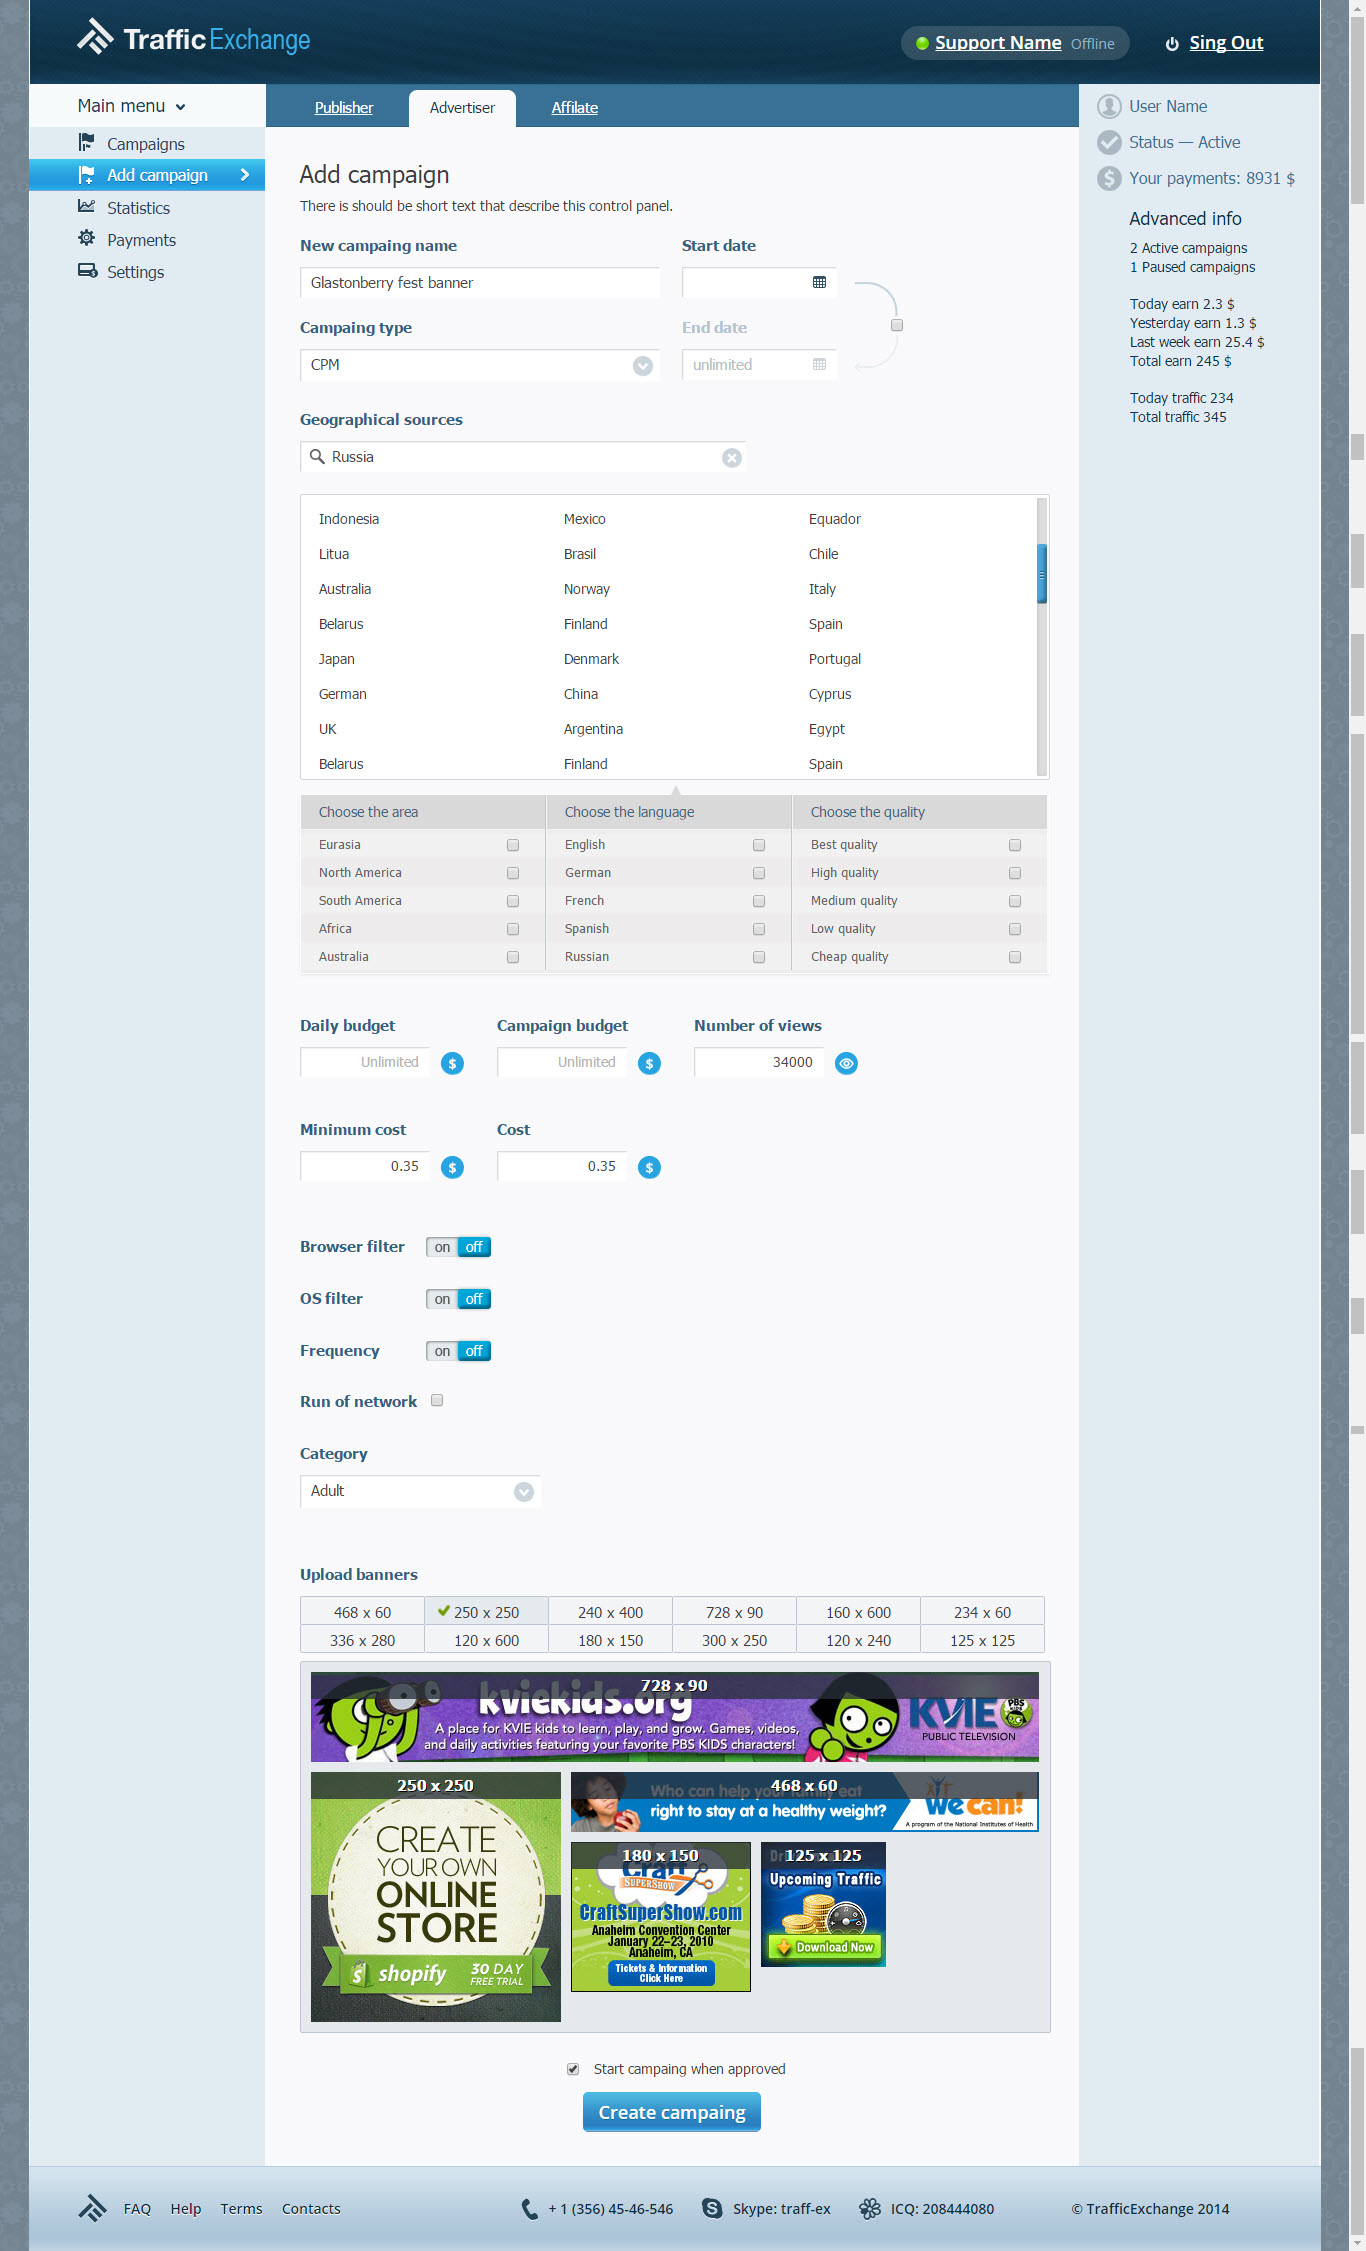 TrafficExchange
Support Name Offline
Sing Out
Main menu
Campaigns
Add campaign
Statistics
Payments
Settings
Publisher
Advertiser
Affilate
User Name
Status — Active
Your payments: 8931 $
Advanced info
2 Active campaigns
1 Paused campaigns
Today earn 2.3 $
Yesterday earn 1.3 $
Last week earn 25.4 $
Total earn 245 $
Today traffic 234
Total traffic 345
Add campaign
There is should be short text that describe this control panel.
New campaing name
Start date
Glastonberry fest banner
Campaing type
End date
CPM
unlimited
Geographical sources
Russia
Indonesia Mexico Equador
Litua Brasil Chile
Australia Norway Italy
Belarus Finland Spain
Japan Denmark Portugal
German China Cyprus
UK Argentina Egypt
Belarus Finland Spain
Choose the area Choose the language Choose the quality
Eurasia English Best quality
North America German High quality
South America French Medium quality
Africa Spanish Low quality
Australia Russian Cheap quality
Daily budget Campaign budget Number of views
Unlimited $ Unlimited $ 34000
Minimum cost Cost
0.35 $ 0.35 $
Browser filter on off
OS filter on off
Frequency on off
Run of network
Category
Adult
Upload banners
468 x 60 250 x 250 240 x 400 728 x 90 160 x 600 234 x 60
336 x 280 120 x 600 180 x 150 300 x 250 120 x 240 125 x 125
728 x 90
kviekids.org
A place for KVIE kids to learn, play, and grow. Games, videos,
and daily activities featuring your favorite PBS KIDS characters!
KVIE
PBS KIDS
PUBLIC TELEVISION
250 x 250
CREATE
YOUR OWN
ONLINE
STORE
shopify
30 DAY
FREE TRIAL
468 x 60
Who can help your family eat
right to stay at a healthy weight?
We can!
A program of the National Institutes of Health
180 x 150
Craft
SUPERSHOW
CraftSuperShow.com
Anaheim Convention Center
January 22–23, 2010
Anaheim, CA
Tickets & Information
Click Here
125 x 125
Upcoming Traffic
Download Now
Start campaing when approved
Create campaing
FAQ Help Terms Contacts
+ 1 (356) 45-46-546
Skype: traff-ex
ICQ: 208444080
© TrafficExchange 2014